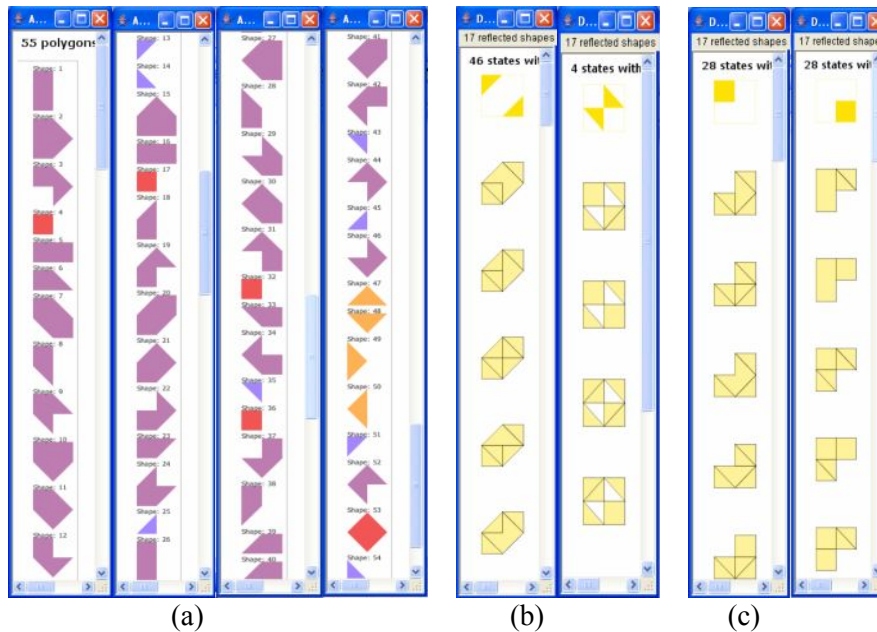 A...
55 polygons
Shape: 1
Shape: 2
Shape: 3
Shape: 4
Shape: 5
Shape: 6
Shape: 7
Shape: 8
Shape: 9
Shape: 10
Shape: 11
Shape: 12
A...
Shape: 13
Shape: 14
Shape: 15
Shape: 16
Shape: 17
Shape: 18
Shape: 19
Shape: 20
Shape: 21
Shape: 22
Shape: 23
Shape: 24
Shape: 25
Shape: 26
A...
Shape: 27
Shape: 28
Shape: 29
Shape: 30
Shape: 31
Shape: 32
Shape: 33
Shape: 34
Shape: 35
Shape: 36
Shape: 37
Shape: 38
Shape: 39
Shape: 40
A...
Shape: 41
Shape: 42
Shape: 43
Shape: 44
Shape: 45
Shape: 46
Shape: 47
Shape: 48
Shape: 49
Shape: 50
Shape: 51
Shape: 52
Shape: 53
Shape: 54
(a)
D...
17 reflected shapes
46 states wit
D...
17 reflected shapes
4 states with
(b)
D...
17 reflected shapes
28 states
D...
17 reflected shap
28 states
(c)